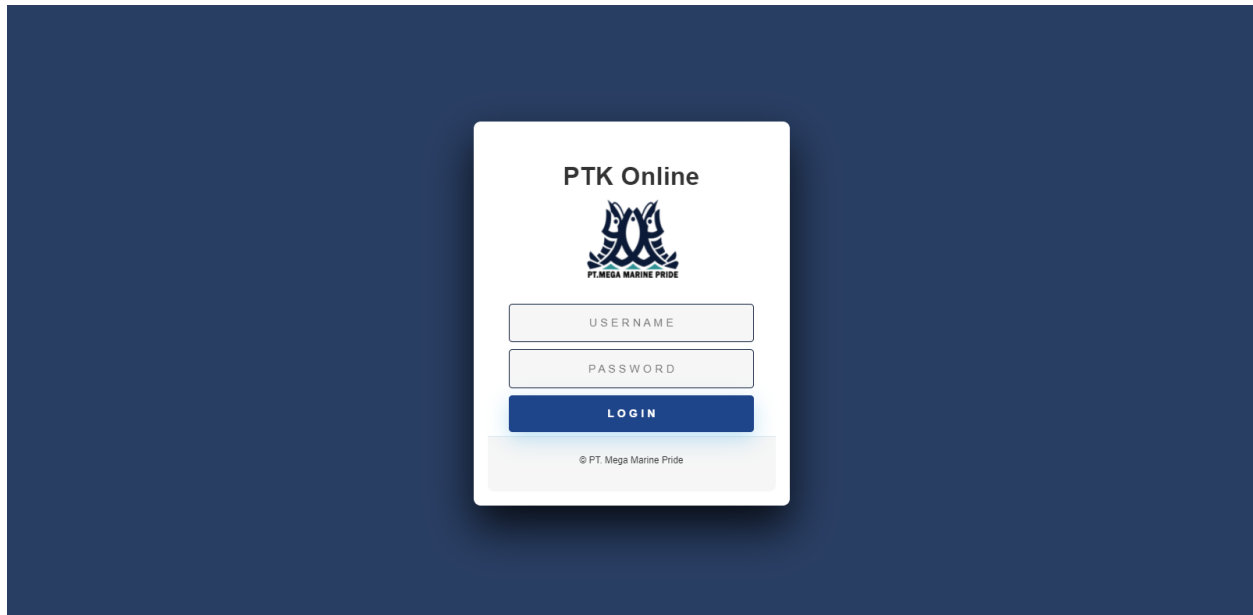 PTK Online
PT.MEGA MARINE PRIDE
USERNAME
PASSWORD
LOGIN
© PT. Mega Marine Pride